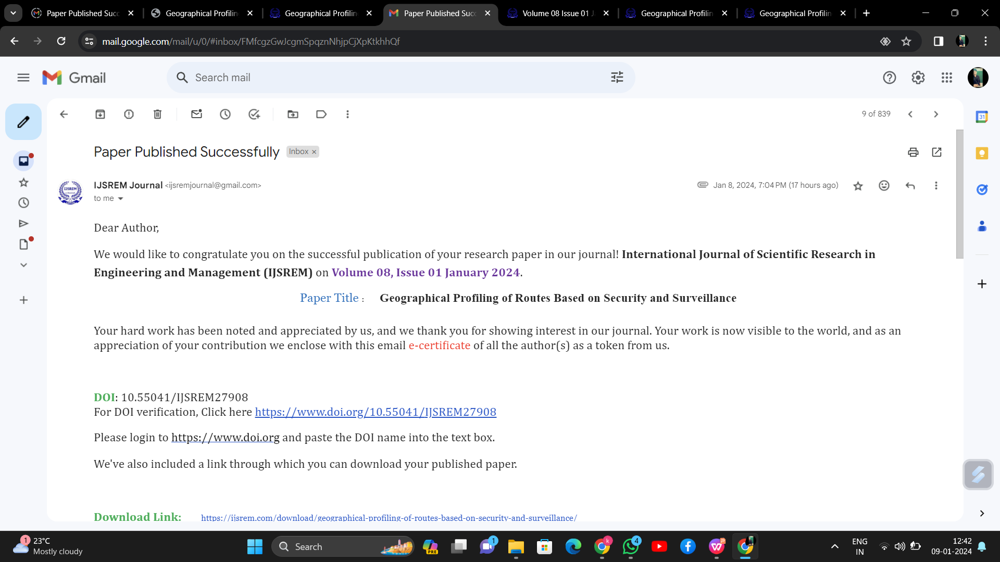 Paper Published Succ
Geographical Profilin
Geographical Profilin
Paper Published Succ
Volume 08 Issue 01 J
Geographical Profilin
Geographical Profilin
mail.google.com/mail/u/0/#inbox/FMfcgzGwJcgmSpqznNhjpCjXpKtkhhQf
Gmail
Search mail
9 of 839
31
Paper Published Successfully Inbox ×
IJSREM
IJSREM Journal <ijsremjournal@gmail.com>
Jan 8, 2024, 7:04 PM (17 hours ago)
to me
Dear Author,
We would like to congratulate you on the successful publication of your research paper in our journal! International Journal of Scientific Research in
Engineering and Management (IJSREM) on Volume 08, Issue 01 January 2024.
Paper Title : Geographical Profiling of Routes Based on Security and Surveillance
Your hard work has been noted and appreciated by us, and we thank you for showing interest in our journal. Your work is now visible to the world, and as an
appreciation of your contribution we enclose with this email e-certificate of all the author(s) as a token from us.
DOI: 10.55041/IJSREM27908
For DOI verification, Click here https://www.doi.org/10.55041/IJSREM27908
Please login to https://www.doi.org and paste the DOI name into the text box.
We've also included a link through which you can download your published paper.
Download Link: https://ijsrem.com/download/geographical-profiling-of-routes-based-on-security-and-surveillance/
1
23°C
Mostly cloudy
Search
PRE
1
k
4
ENG
IN
12:42
09-01-2024